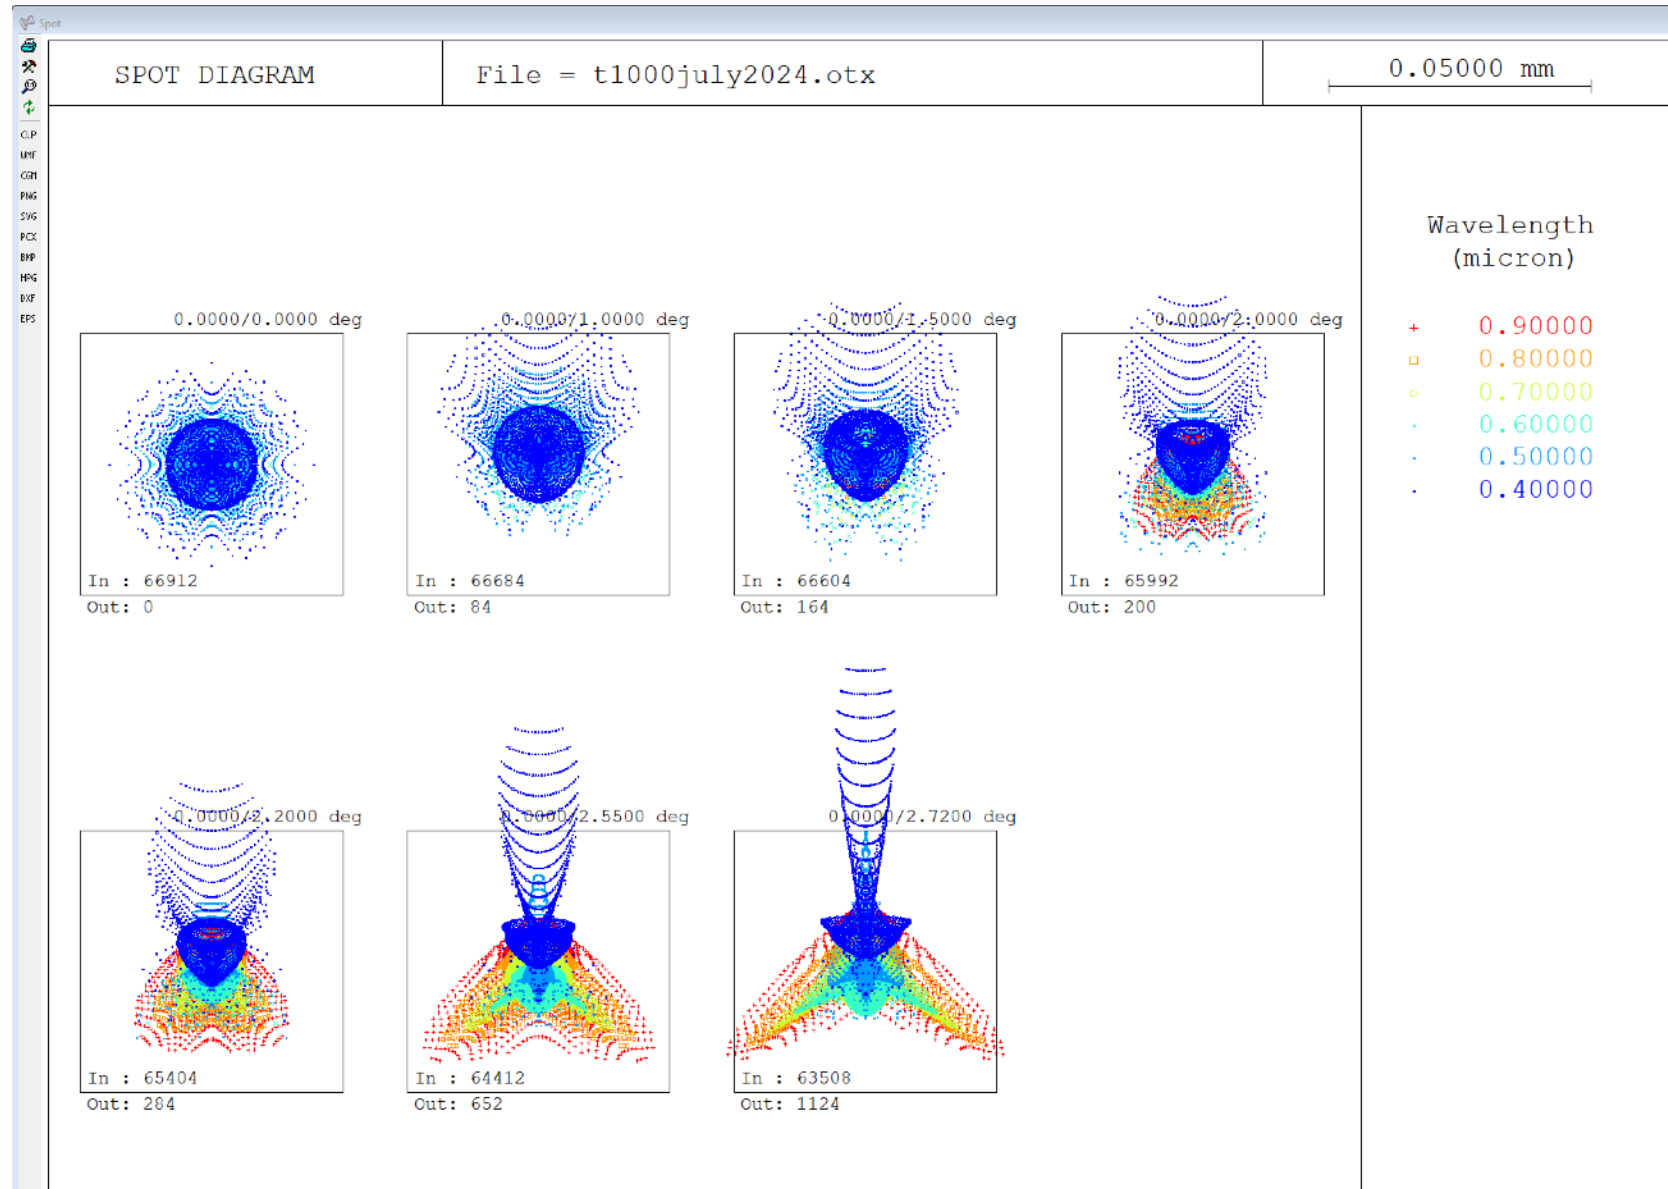 Spot
SPOT DIAGRAM
File = t1000july2024.otx
0.05000 mm
CLP
WMF
CGM
PNG
SVG
PCX
BMP
HPG
DXF
EPS
Wavelength
(micron)
0.90000
0.80000
0.70000
0.60000
0.50000
0.40000
0.0000/0.0000 deg
In : 66912
Out: 0
0.0000/1.0000 deg
In : 66684
Out: 84
0.0000/1.5000 deg
In : 66604
Out: 164
0.0000/2.0000 deg
In : 65992
Out: 200
0.0000/2.2000 deg
In : 65404
Out: 284
0.0000/2.5500 deg
In : 64412
Out: 652
0.0000/2.7200 deg
In : 63508
Out: 1124